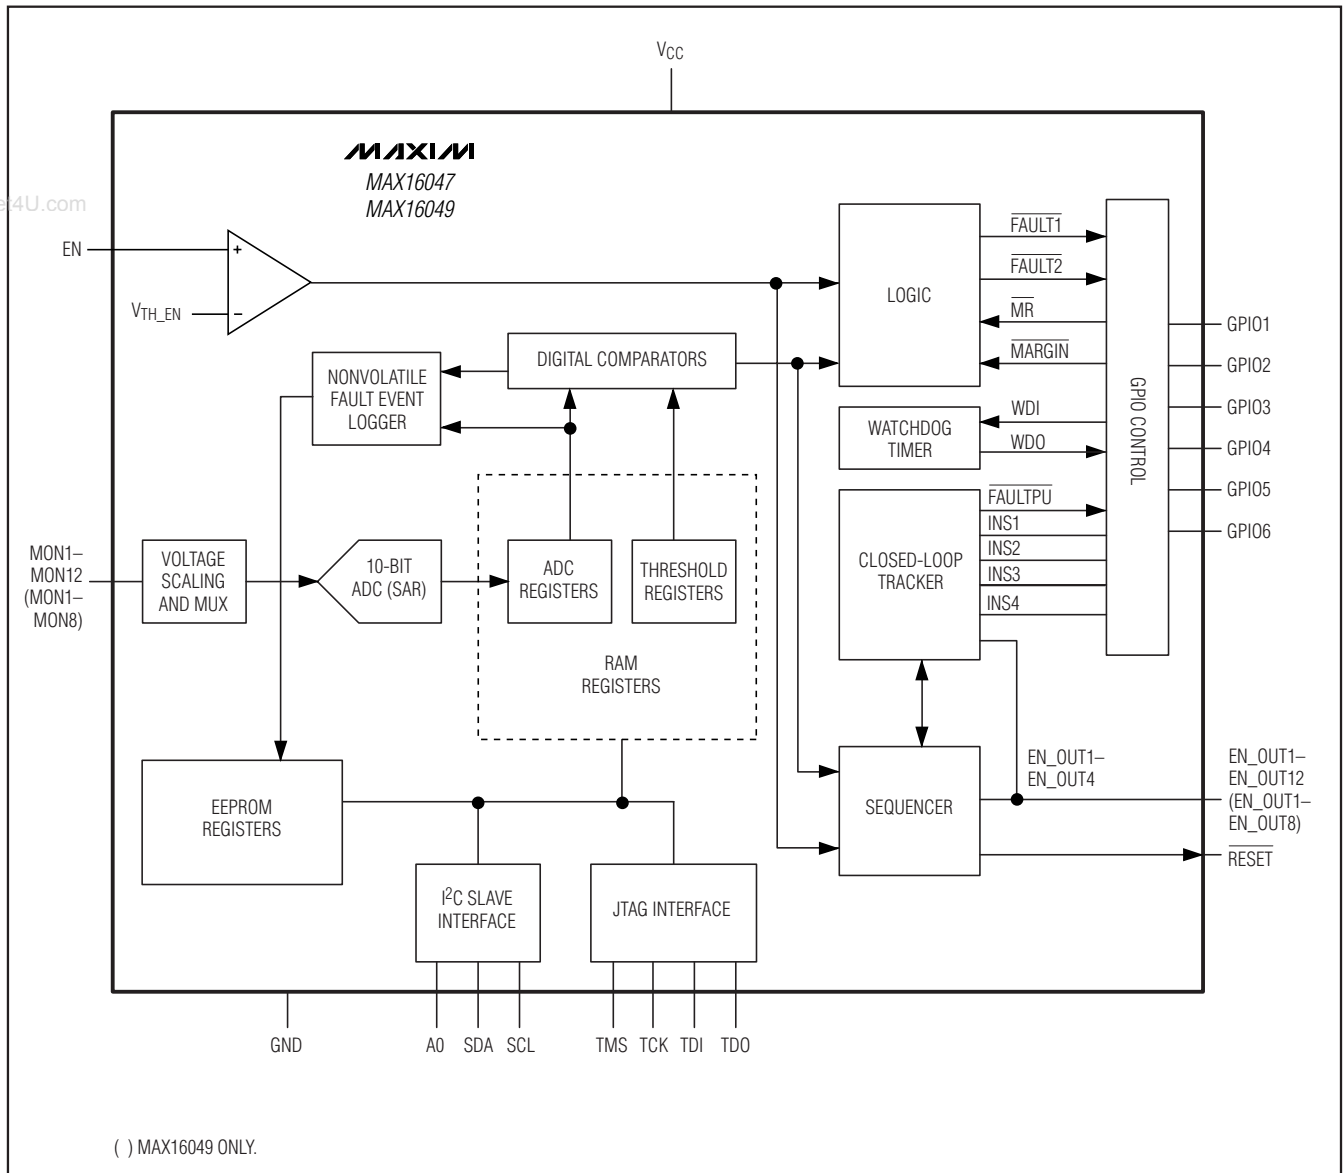 VCC
MAXIM
MAX16047
MAX16049
et4U.com
EN
+
VTH_EN
−
LOGIC
FAULT1
FAULT2
MR
MARGIN
GPIO CONTROL
GPIO1
GPIO2
GPIO3
GPIO4
GPIO5
GPIO6
DIGITAL COMPARATORS
NONVOLATILE
FAULT EVENT
LOGGER
WATCHDOG
TIMER
WDI
WDO
FAULTPU
INS1
INS2
INS3
INS4
CLOSED-LOOP
TRACKER
MON1–
MON12
(MON1–
MON8)
VOLTAGE
SCALING
AND MUX
10-BIT
ADC (SAR)
ADC
REGISTERS
THRESHOLD
REGISTERS
RAM
REGISTERS
EEPROM
REGISTERS
SEQUENCER
EN_OUT1–
EN_OUT4
EN_OUT1–
EN_OUT12
(EN_OUT1–
EN_OUT8)
RESET
I2C SLAVE
INTERFACE
JTAG INTERFACE
GND
A0
SDA
SCL
TMS
TCK
TDI
TDO
( ) MAX16049 ONLY.